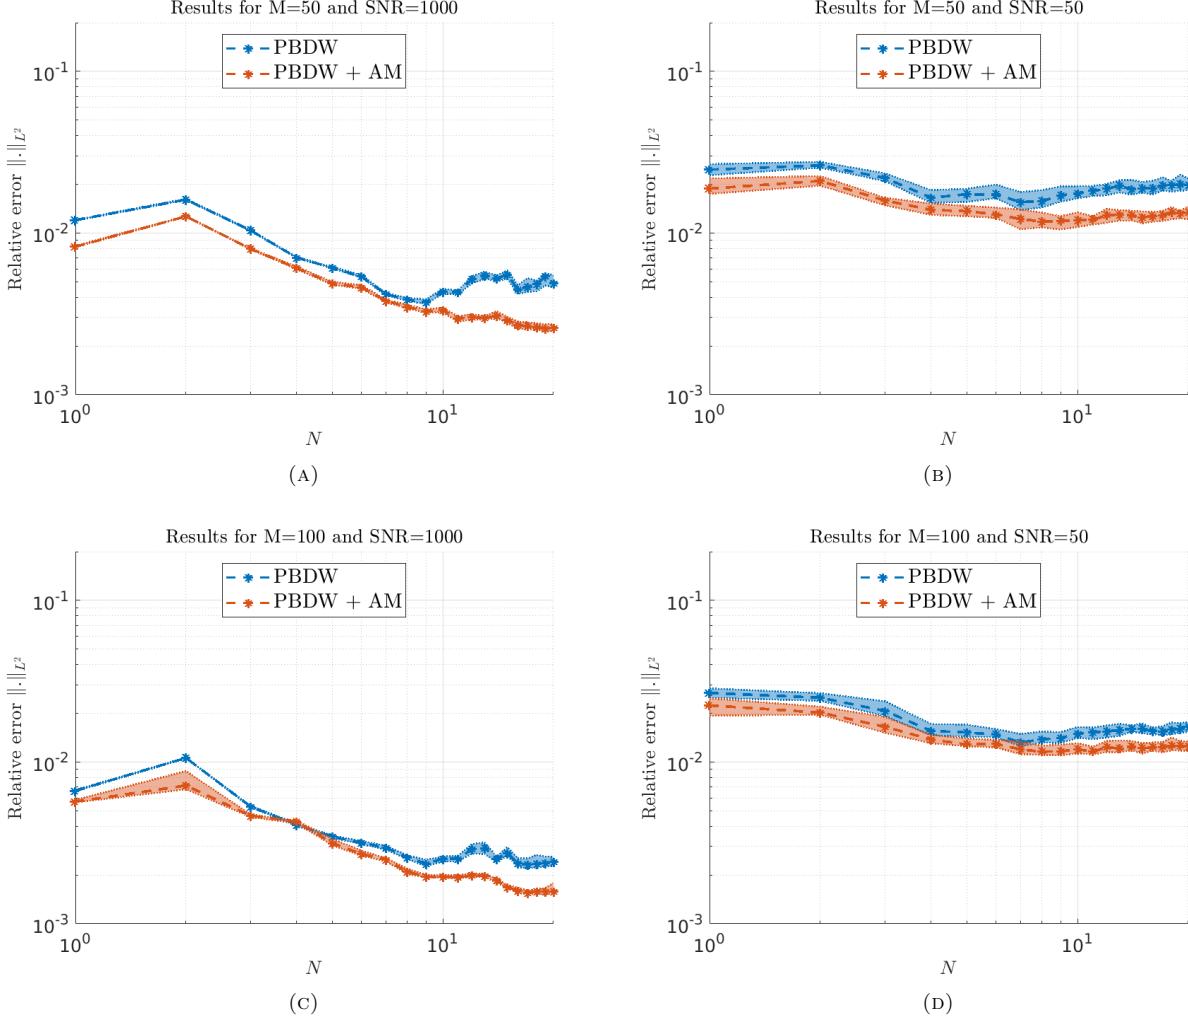 Results for M=50 and SNR=1000
PBDW
PBDW + AM
10^-1
10^-2
10^-3
Relative error ||.||_{L^2}
10^0
10^1
N
(A)
Results for M=50 and SNR=50
PBDW
PBDW + AM
10^-1
10^-2
10^-3
Relative error ||.||_{L^2}
10^0
10^1
N
(B)
Results for M=100 and SNR=1000
PBDW
PBDW + AM
10^-1
10^-2
10^-3
Relative error ||.||_{L^2}
10^0
10^1
N
(C)
Results for M=100 and SNR=50
PBDW
PBDW + AM
10^-1
10^-2
10^-3
Relative error ||.||_{L^2}
10^0
10^1
N
(D)